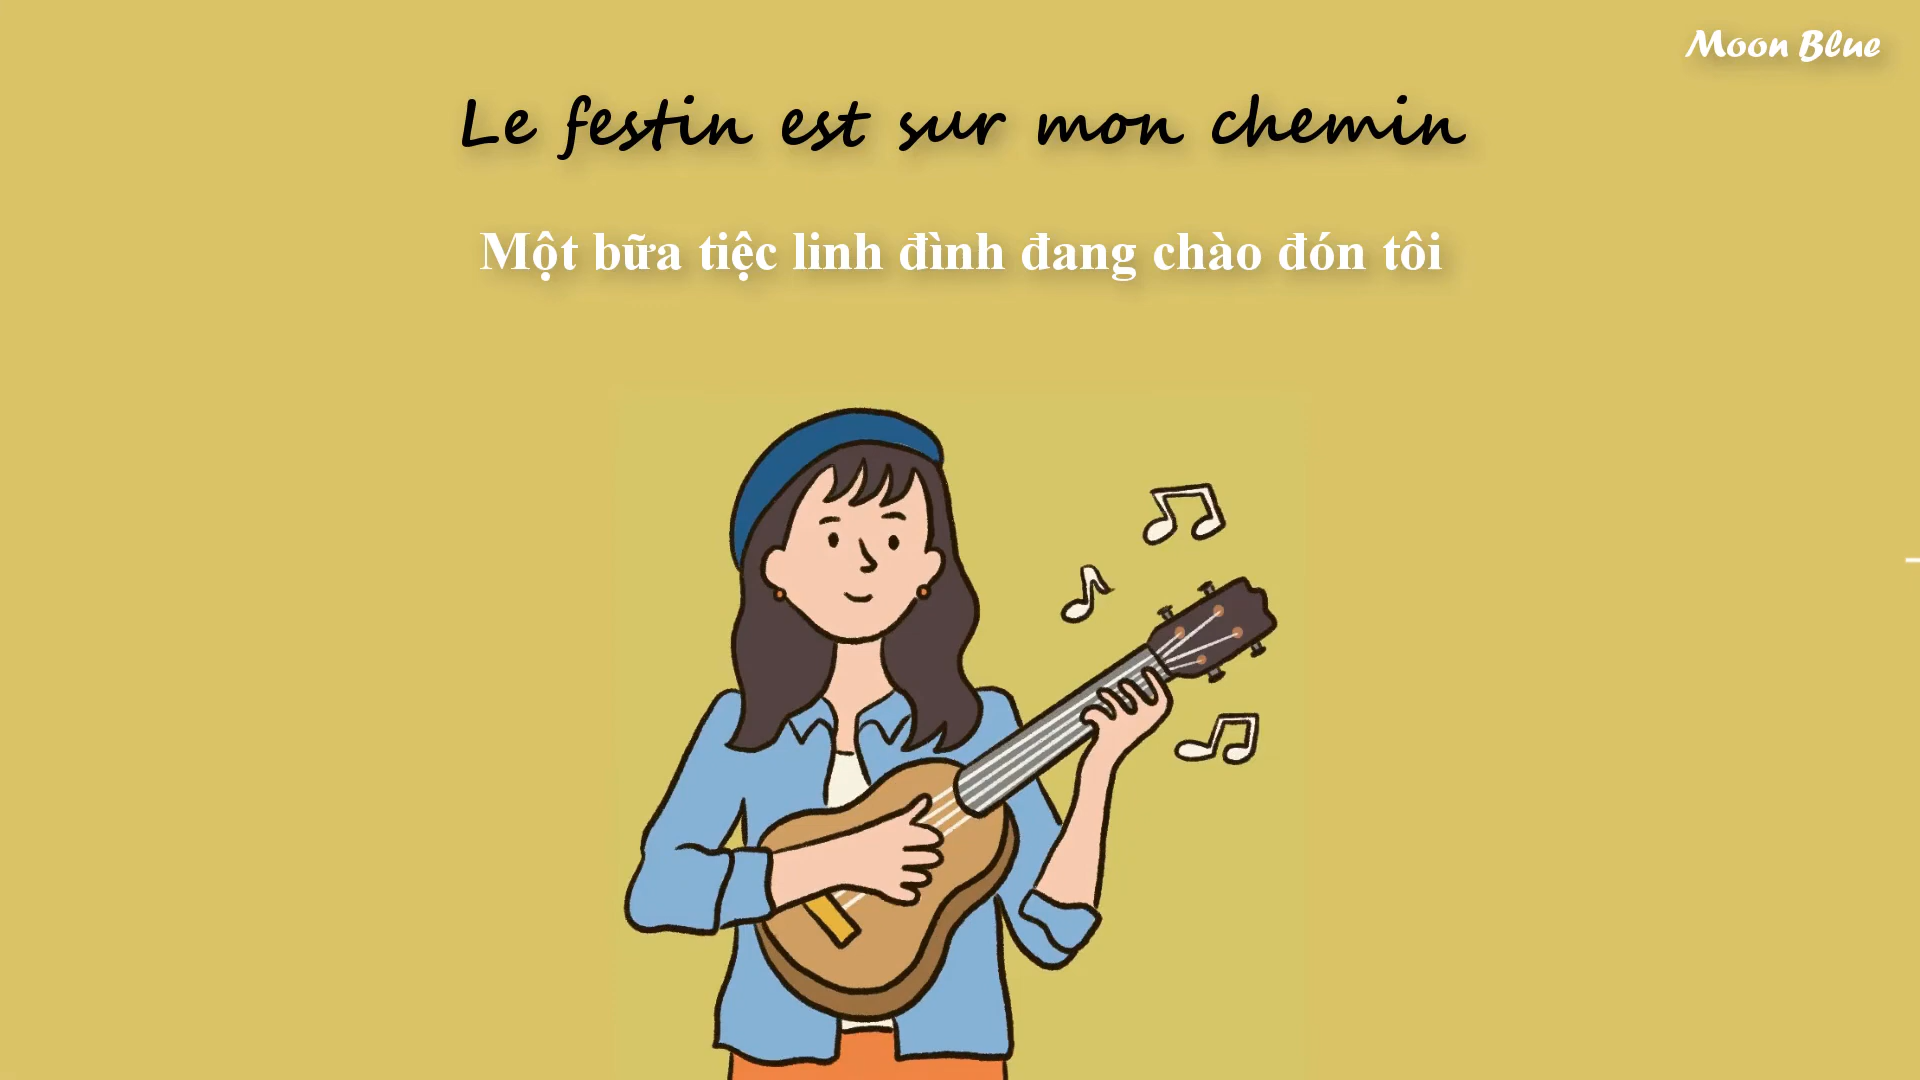 Moon Blue
Le festin est sur mon chemin
Một bữa tiệc linh đình đang chào đón tôi